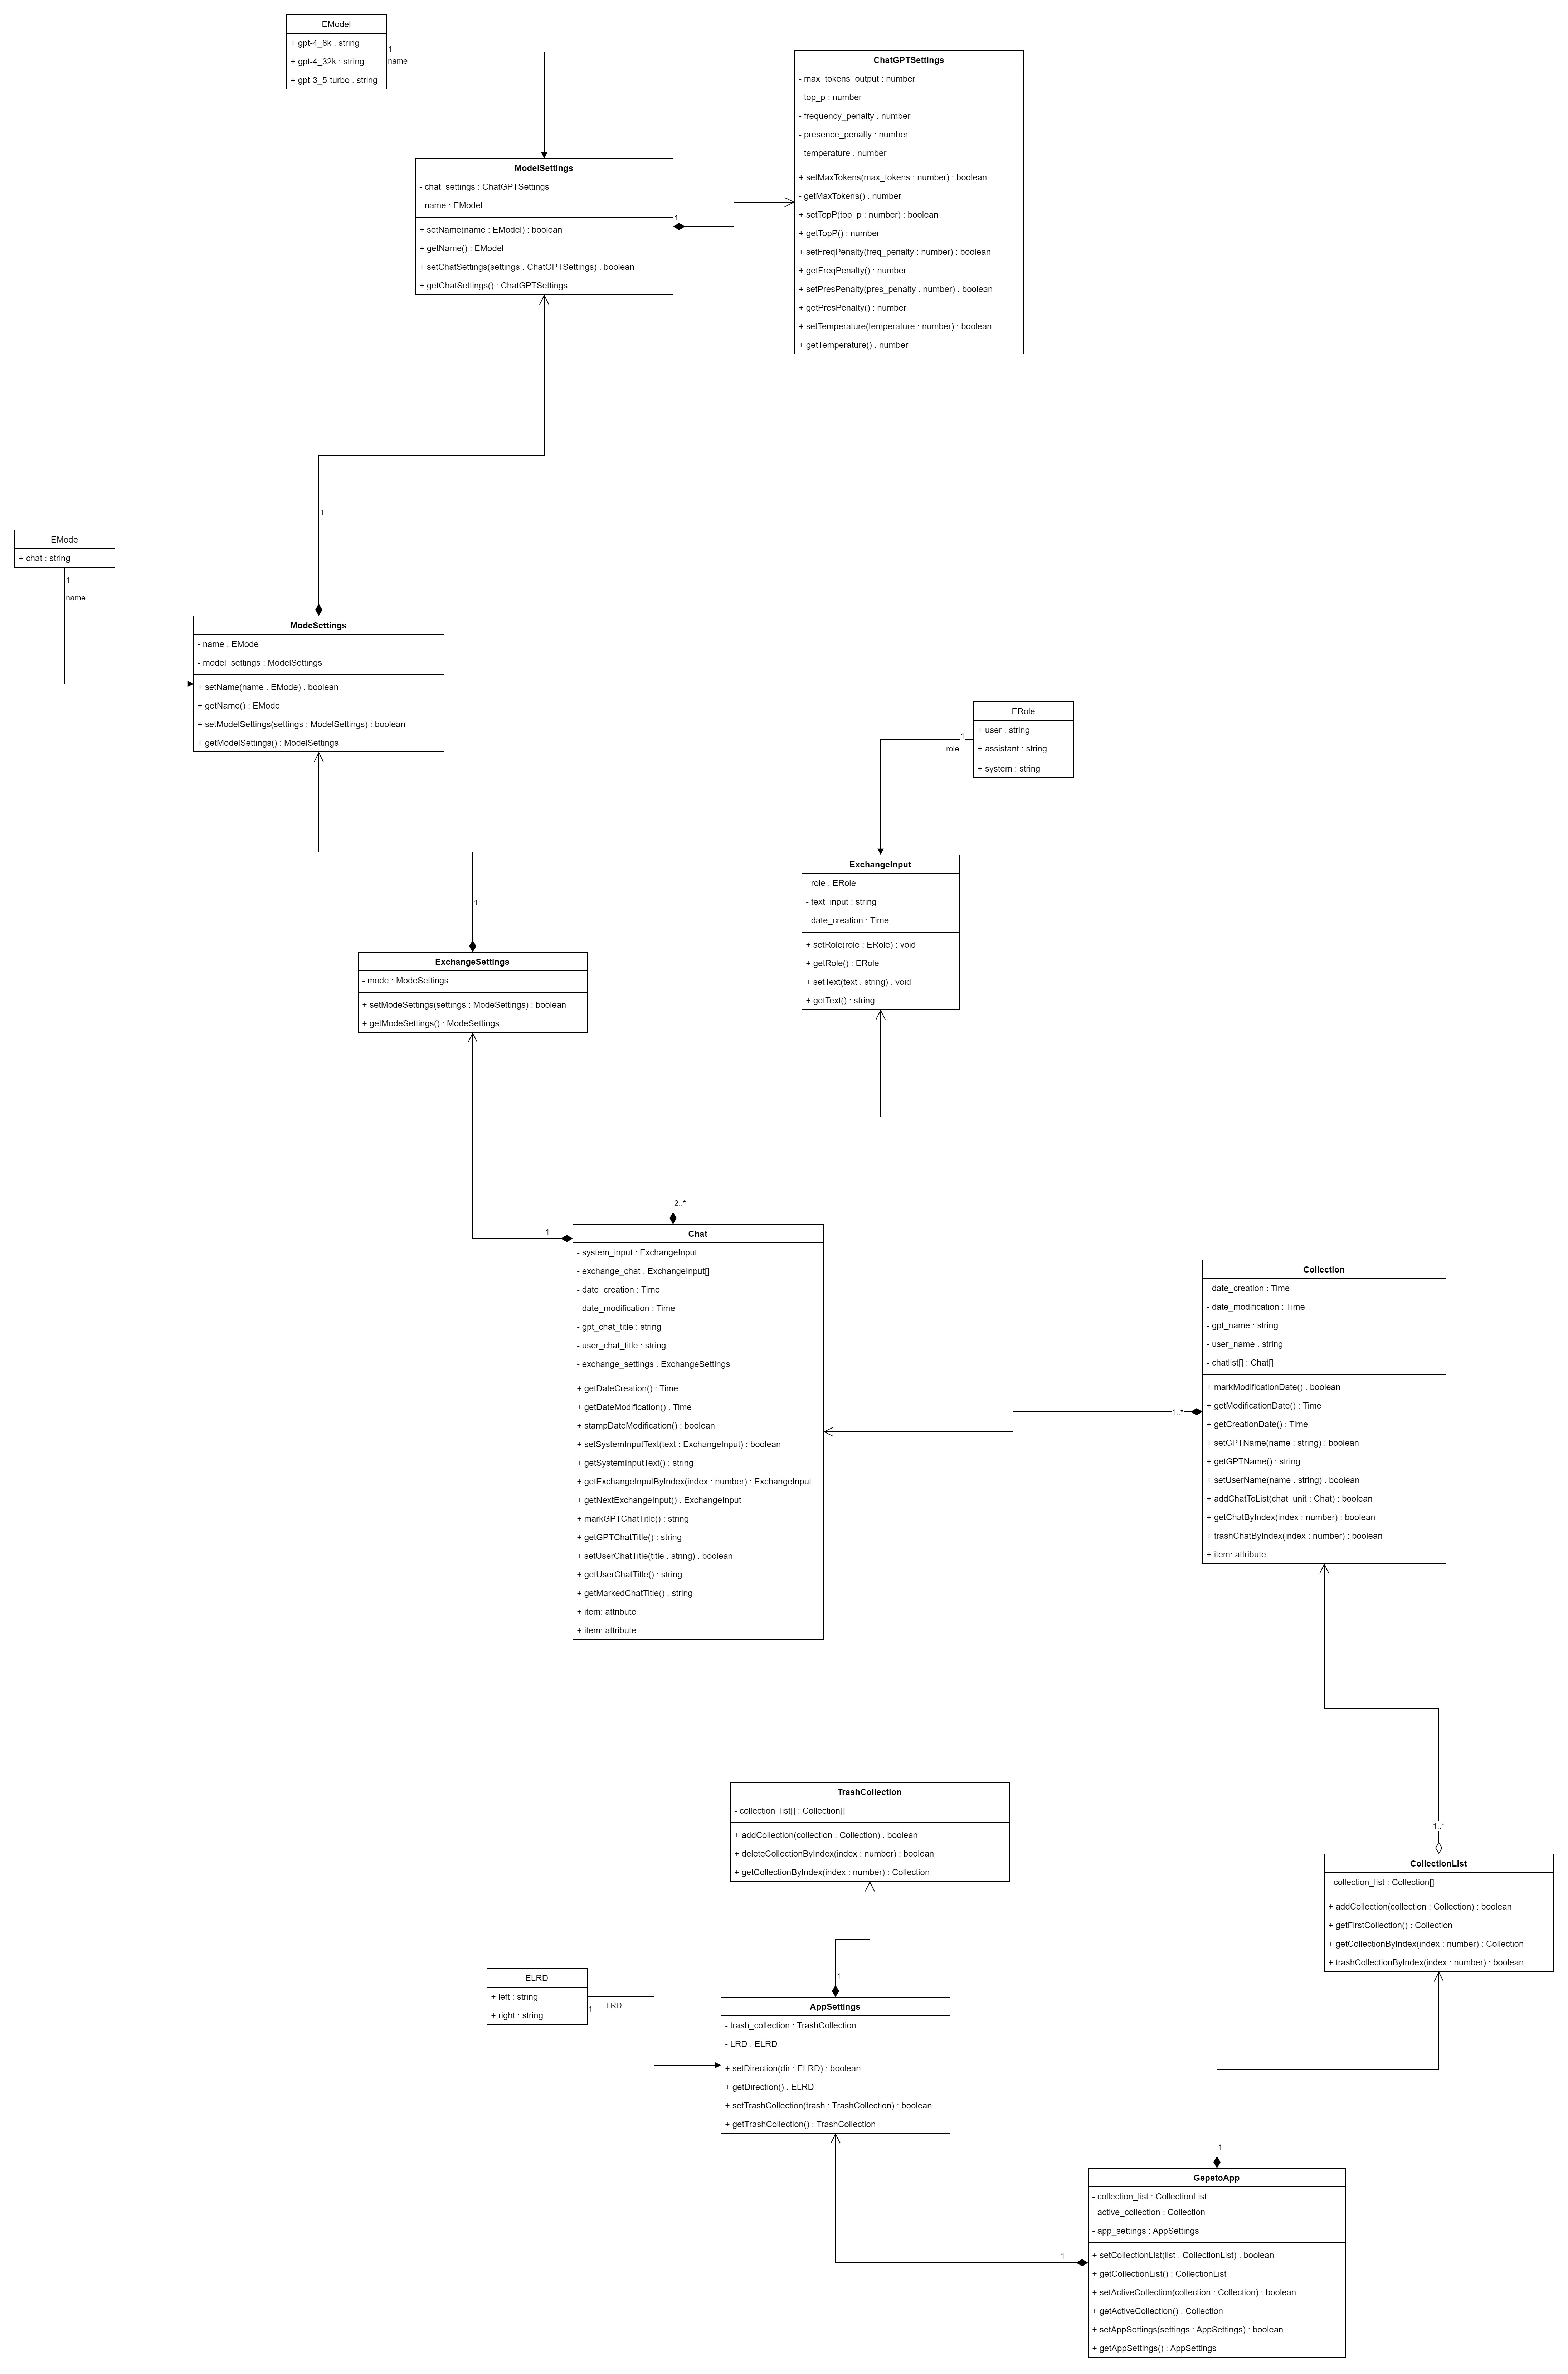 EModel
+ gpt-4_8k : string
+ gpt-4_32k : string
+ gpt-3_5-turbo : string
1
name
ChatGPTSettings
- max_tokens_output : number
- top_p : number
- frequency_penalty : number
- presence_penalty : number
- temperature : number
+ setMaxTokens(max_tokens : number) : boolean
- getMaxTokens() : number
+ setTopP(top_p : number) : boolean
+ getTopP() : number
+ setFreqPenalty(freq_penalty : number) : boolean
+ getFreqPenalty() : number
+ setPresPenalty(pres_penalty : number) : boolean
+ getPresPenalty() : number
+ setTemperature(temperature : number) : boolean
+ getTemperature() : number
ModelSettings
- chat_settings : ChatGPTSettings
- name : EModel
+ setName(name : EModel) : boolean
+ getName() : EModel
+ setChatSettings(settings : ChatGPTSettings) : boolean
+ getChatSettings() : ChatGPTSettings
1
1
EMode
+ chat : string
1
name
ModeSettings
- name : EMode
- model_settings : ModelSettings
+ setName(name : EMode) : boolean
+ getName() : EMode
+ setModelSettings(settings : ModelSettings) : boolean
+ getModelSettings() : ModelSettings
ERole
+ user : string
+ assistant : string
+ system : string
1
role
ExchangeInput
- role : ERole
- text_input : string
- date_creation : Time
+ setRole(role : ERole) : void
+ getRole() : ERole
+ setText(text : string) : void
+ getText() : string
1
ExchangeSettings
- mode : ModeSettings
+ setModeSettings(settings : ModeSettings) : boolean
+ getModeSettings() : ModeSettings
2..*
1
Chat
- system_input : ExchangeInput
- exchange_chat : ExchangeInput[]
- date_creation : Time
- date_modification : Time
- gpt_chat_title : string
- user_chat_title : string
- exchange_settings : ExchangeSettings
+ getDateCreation() : Time
+ getDateModification() : Time
+ stampDateModification() : boolean
+ setSystemInputText(text : ExchangeInput) : boolean
+ getSystemInputText() : string
+ getExchangeInputByIndex(index : number) : ExchangeInput
+ getNextExchangeInput() : ExchangeInput
+ markGPTChatTitle() : string
+ getGPTChatTitle() : string
+ setUserChatTitle(title : string) : boolean
+ getUserChatTitle() : string
+ getMarkedChatTitle() : string
+ item: attribute
+ item: attribute
Collection
- date_creation : Time
- date_modification : Time
- gpt_name : string
- user_name : string
- chatlist[] : Chat[]
+ markModificationDate() : boolean
+ getModificationDate() : Time
+ getCreationDate() : Time
+ setGPTName(name : string) : boolean
+ getGPTName() : string
+ setUserName(name : string) : boolean
+ addChatToList(chat_unit : Chat) : boolean
+ getChatByIndex(index : number) : boolean
+ trashChatByIndex(index : number) : boolean
+ item: attribute
1..*
TrashCollection
- collection_list[] : Collection[]
+ addCollection(collection : Collection) : boolean
+ deleteCollectionByIndex(index : number) : boolean
+ getCollectionByIndex(index : number) : Collection
1..*
CollectionList
- collection_list : Collection[]
+ addCollection(collection : Collection) : boolean
+ getFirstCollection() : Collection
+ getCollectionByIndex(index : number) : Collection
+ trashCollectionByIndex(index : number) : boolean
1
ELRD
+ left : string
+ right : string
1
LRD
AppSettings
- trash_collection : TrashCollection
- LRD : ELRD
+ setDirection(dir : ELRD) : boolean
+ getDirection() : ELRD
+ setTrashCollection(trash : TrashCollection) : boolean
+ getTrashCollection() : TrashCollection
1
1
GepetoApp
- collection_list : CollectionList
- active_collection : Collection
- app_settings : AppSettings
+ setCollectionList(list : CollectionList) : boolean
+ getCollectionList() : CollectionList
+ setActiveCollection(collection : Collection) : boolean
+ getActiveCollection() : Collection
+ setAppSettings(settings : AppSettings) : boolean
+ getAppSettings() : AppSettings